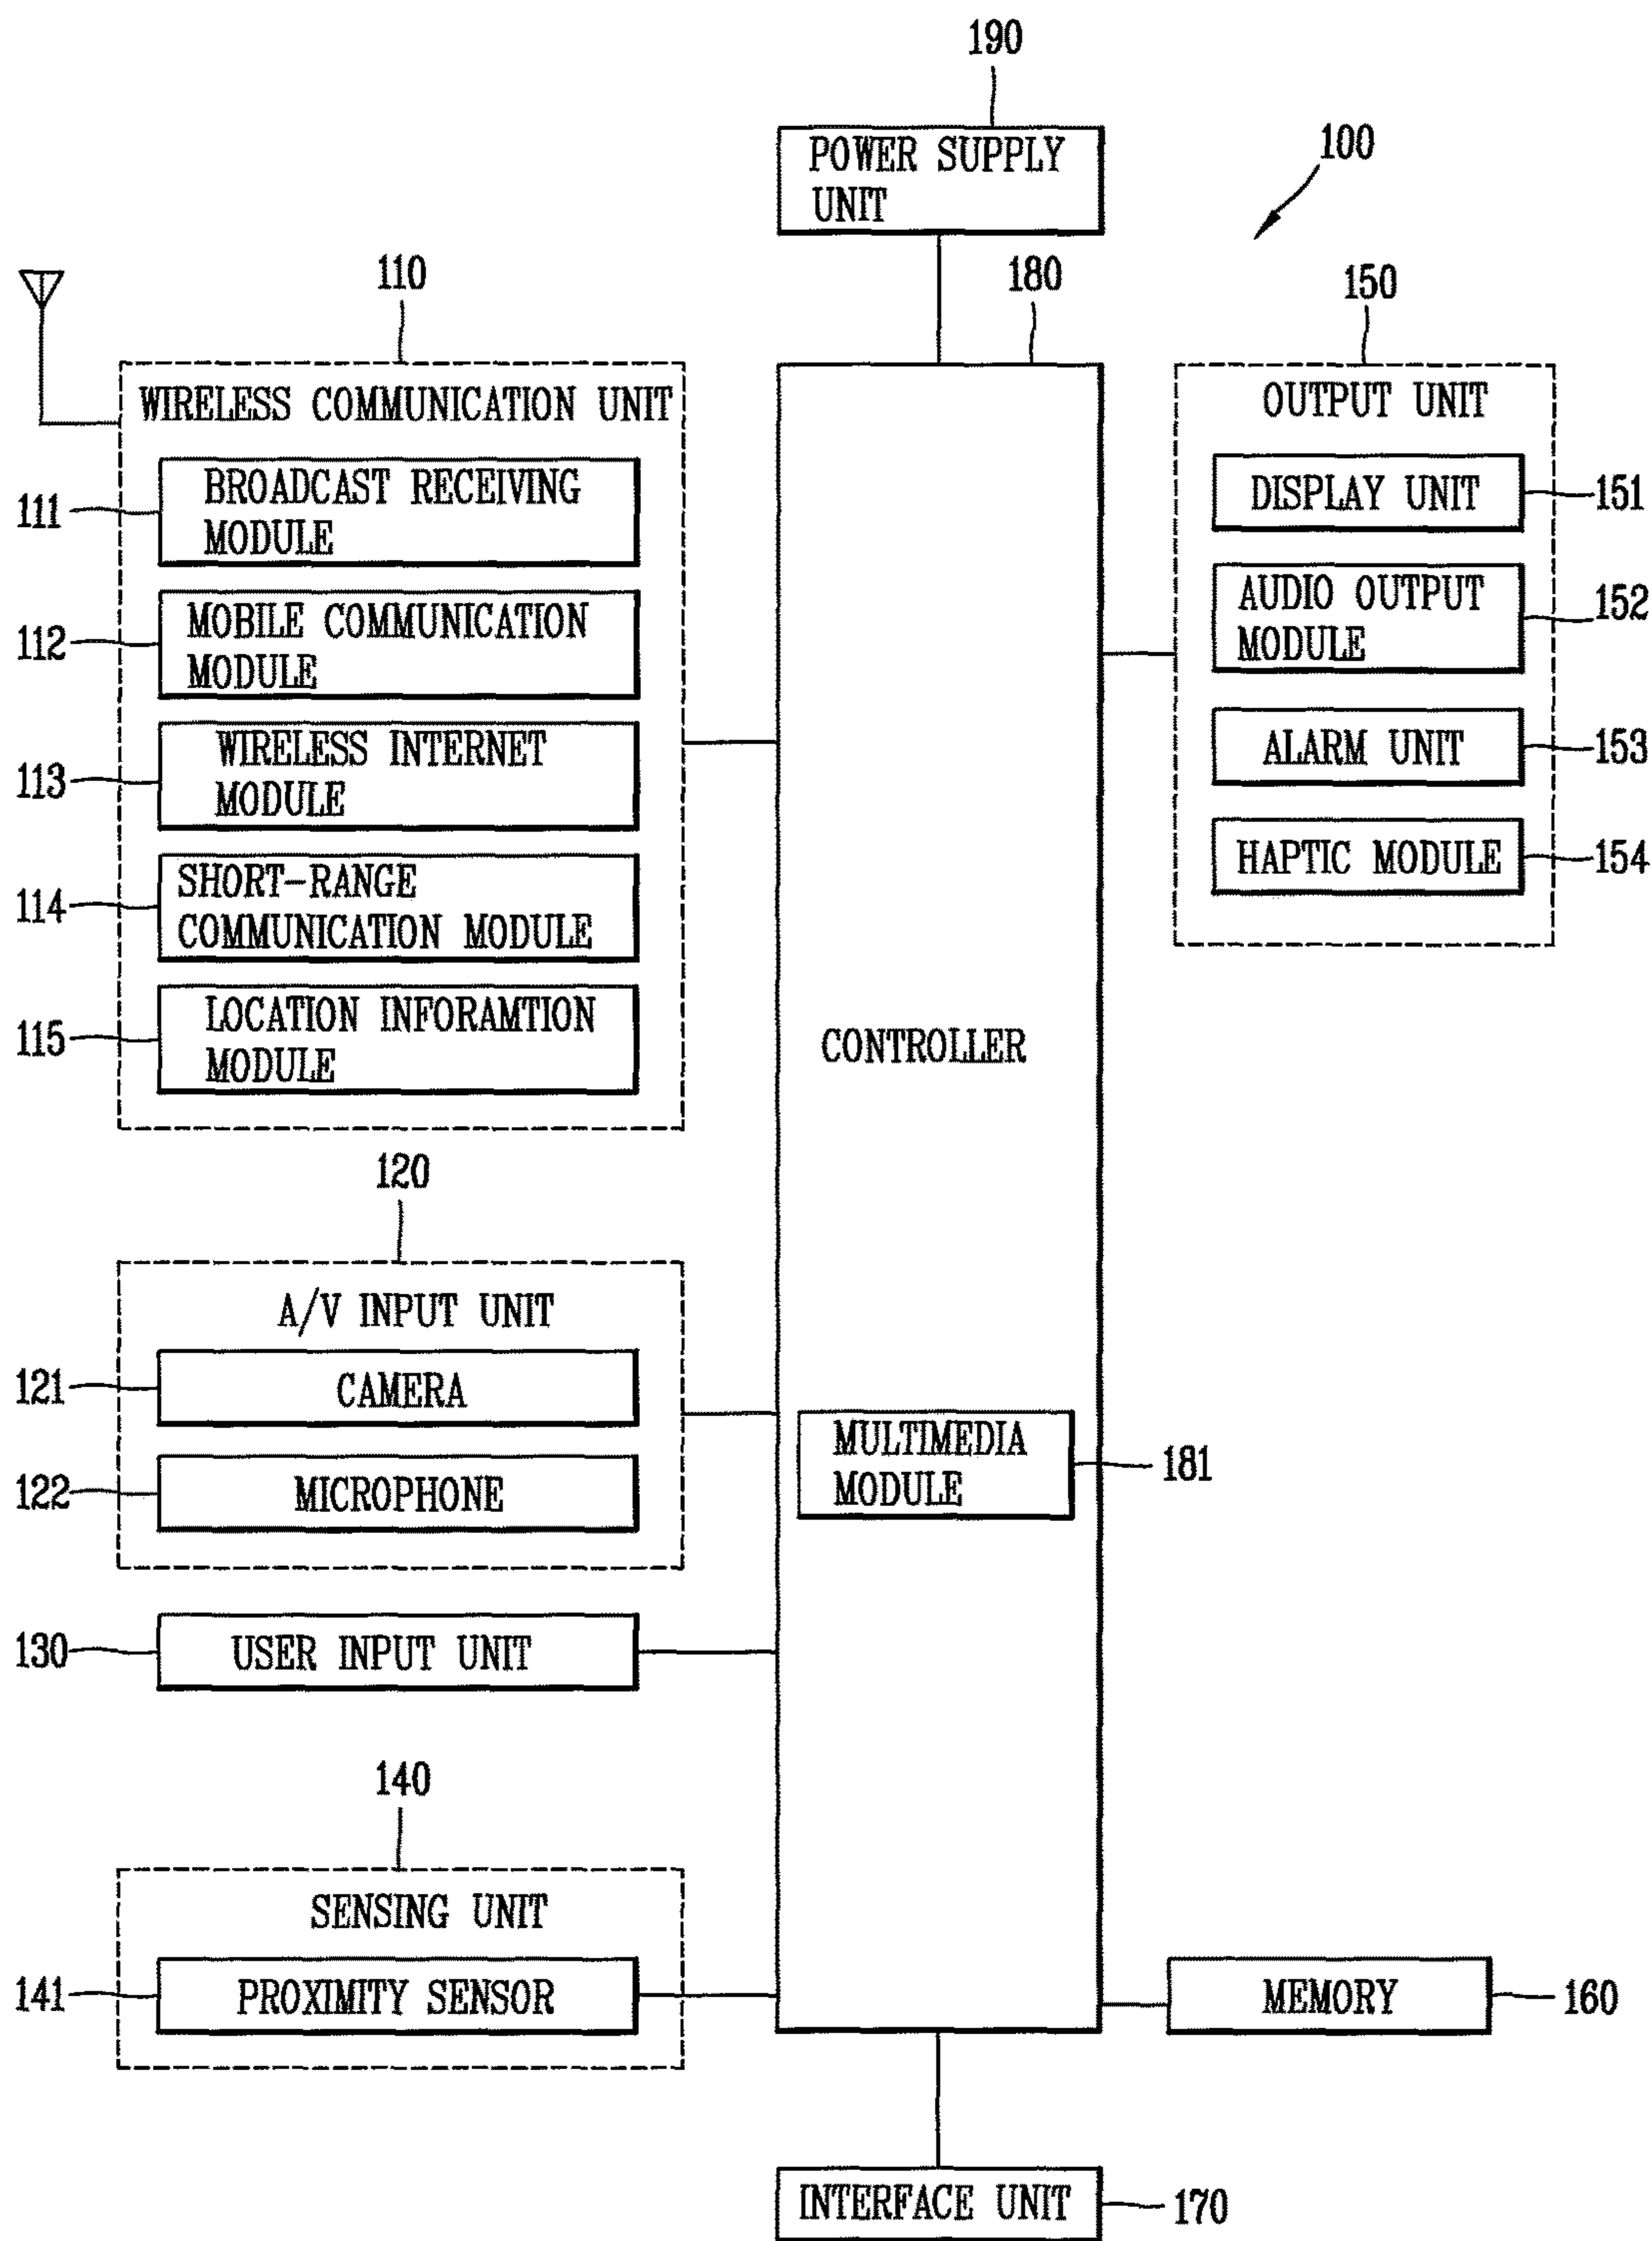 190
POWER SUPPLY
UNIT
100
110
180
150
WIRELESS COMMUNICATION UNIT
OUTPUT UNIT
111
BROADCAST RECEIVING
MODULE
DISPLAY UNIT
151
112
MOBILE COMMUNICATION
MODULE
AUDIO OUTPUT
MODULE
152
113
WIRELESS INTERNET
MODULE
ALARM UNIT
153
114
SHORT-RANGE
COMMUNICATION MODULE
HAPTIC MODULE
154
115
LOCATION INFORAMTION
MODULE
CONTROLLER
120
A/V INPUT UNIT
121
CAMERA
122
MICROPHONE
MULTIMEDIA
MODULE
181
130
USER INPUT UNIT
140
SENSING UNIT
141
PROXIMITY SENSOR
MEMORY
160
INTERFACE UNIT
170